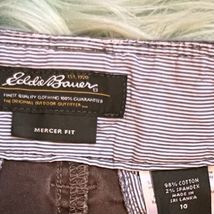 EST. 1920
Eddie Bauer
FINEST QUALITY CLOTHING 100% GUARANTEED
THE ORIGINAL OUTDOOR OUTFITTER
MERCER FIT
98% COTTON
2% SPANDEX
MADE IN
SRI LANKA
10